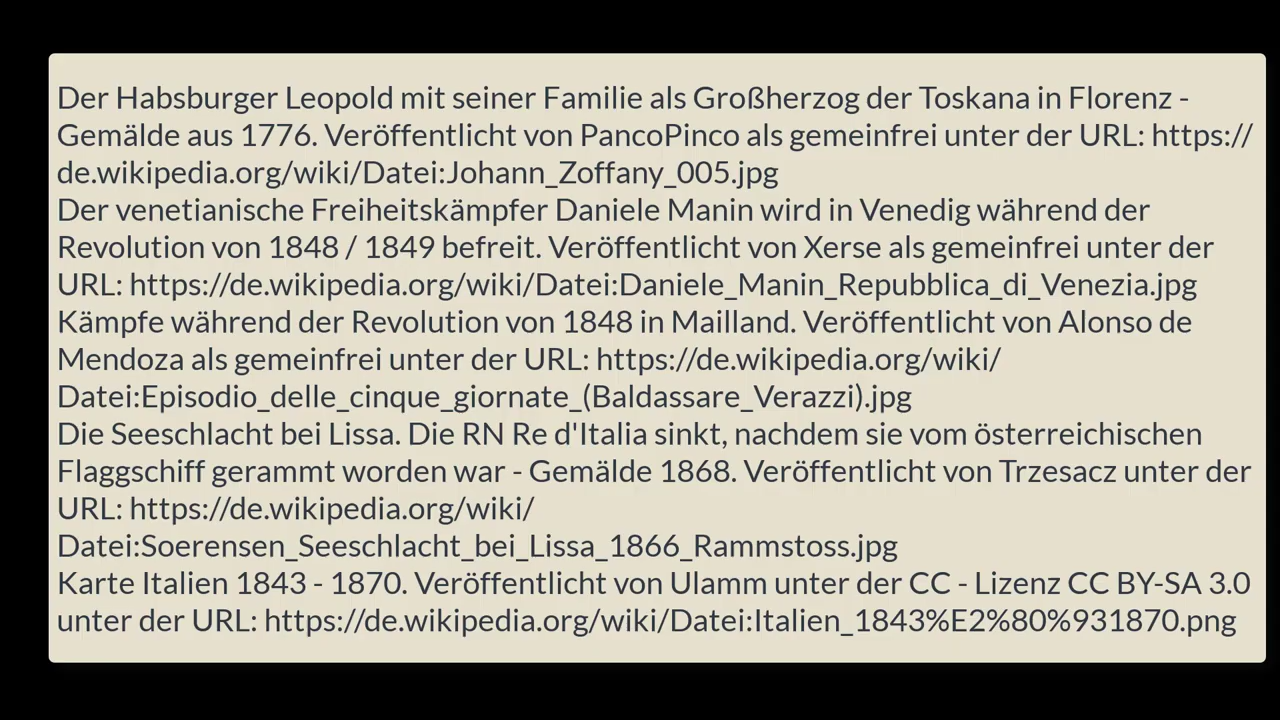 Der Habsburger Leopold mit seiner Familie als Großherzog der Toskana in Florenz -
Gemälde aus 1776. Veröffentlicht von PancoPinco als gemeinfrei unter der URL: https://
de.wikipedia.org/wiki/Datei:Johann_Zoffany_005.jpg
Der venetianische Freiheitskämpfer Daniele Manin wird in Venedig während der
Revolution von 1848 / 1849 befreit. Veröffentlicht von Xerse als gemeinfrei unter der
URL: https://de.wikipedia.org/wiki/Datei:Daniele_Manin_Repubblica_di_Venezia.jpg
Kämpfe während der Revolution von 1848 in Mailland. Veröffentlicht von Alonso de
Mendoza als gemeinfrei unter der URL: https://de.wikipedia.org/wiki/
Datei:Episodio_delle_cinque_giornate_(Baldassare_Verazzi).jpg
Die Seeschlacht bei Lissa. Die RN Re d'Italia sinkt, nachdem sie vom österreichischen
Flaggschiff gerammt worden war - Gemälde 1868. Veröffentlicht von Trzesacz unter der
URL: https://de.wikipedia.org/wiki/
Datei:Soerensen_Seeschlacht_bei_Lissa_1866_Rammstoss.jpg
Karte Italien 1843 - 1870. Veröffentlicht von Ulamm unter der CC - Lizenz CC BY-SA 3.0
unter der URL: https://de.wikipedia.org/wiki/Datei:Italien_1843%E2%80%931870.png